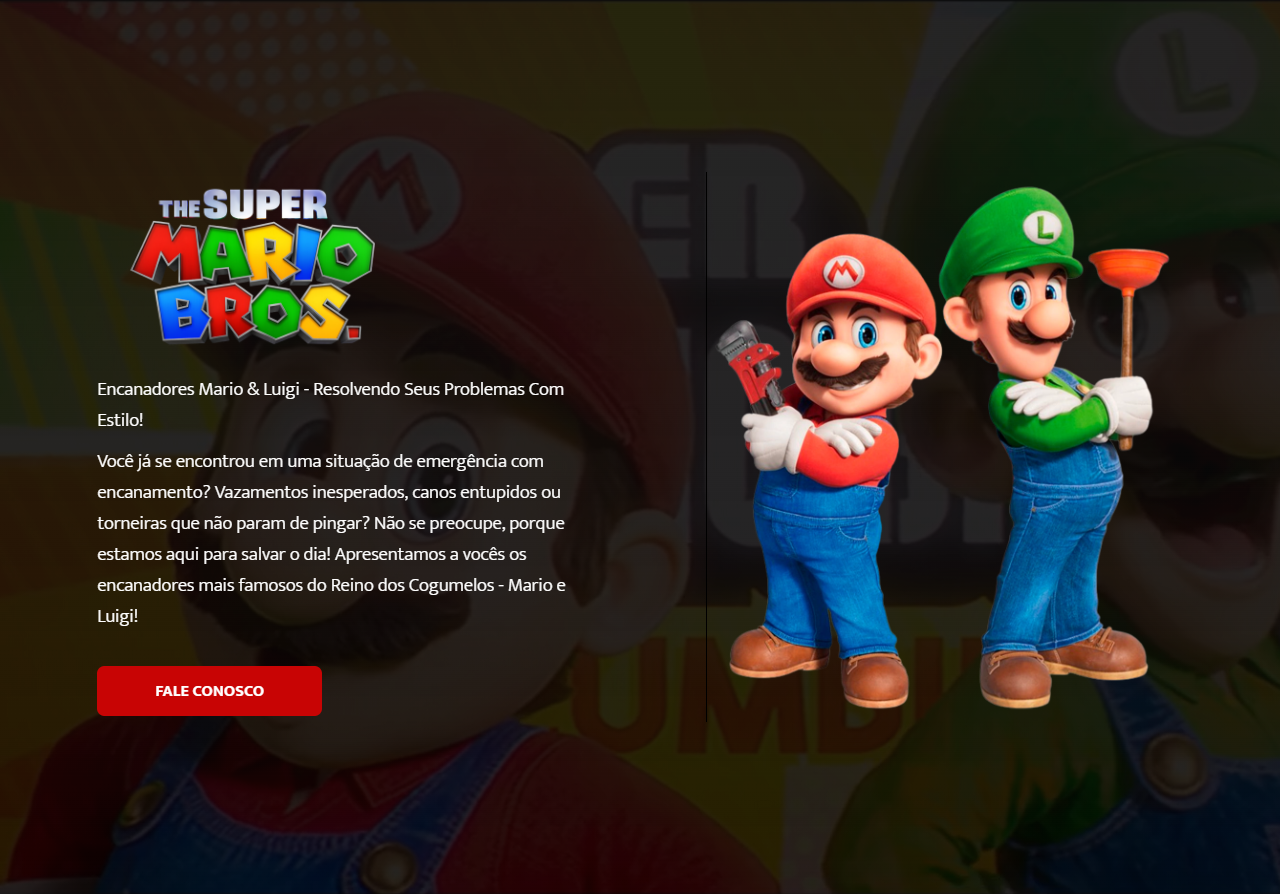 THE SUPER
MARIO
BROS.
Encanadores Mario & Luigi - Resolvendo Seus Problemas Com
Estilo!
Você já se encontrou em uma situação de emergência com
encanamento? Vazamentos inesperados, canos entupidos ou
torneiras que não param de pingar? Não se preocupe, porque
estamos aqui para salvar o dia! Apresentamos a vocês os
encanadores mais famosos do Reino dos Cogumelos - Mario e
Luigi!
FALE CONOSCO
M
L
M
L